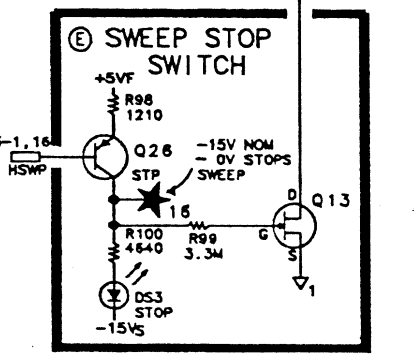 E SWEEP STOP
SWITCH
+5VF
R98
1210
-1,16
HSWP
Q26
STP
-15V NOM
- 0V STOPS
SWEEP
16
D
Q13
G
S
R100
4640
R99
3.3M
1
DS3
STOP
-15VS